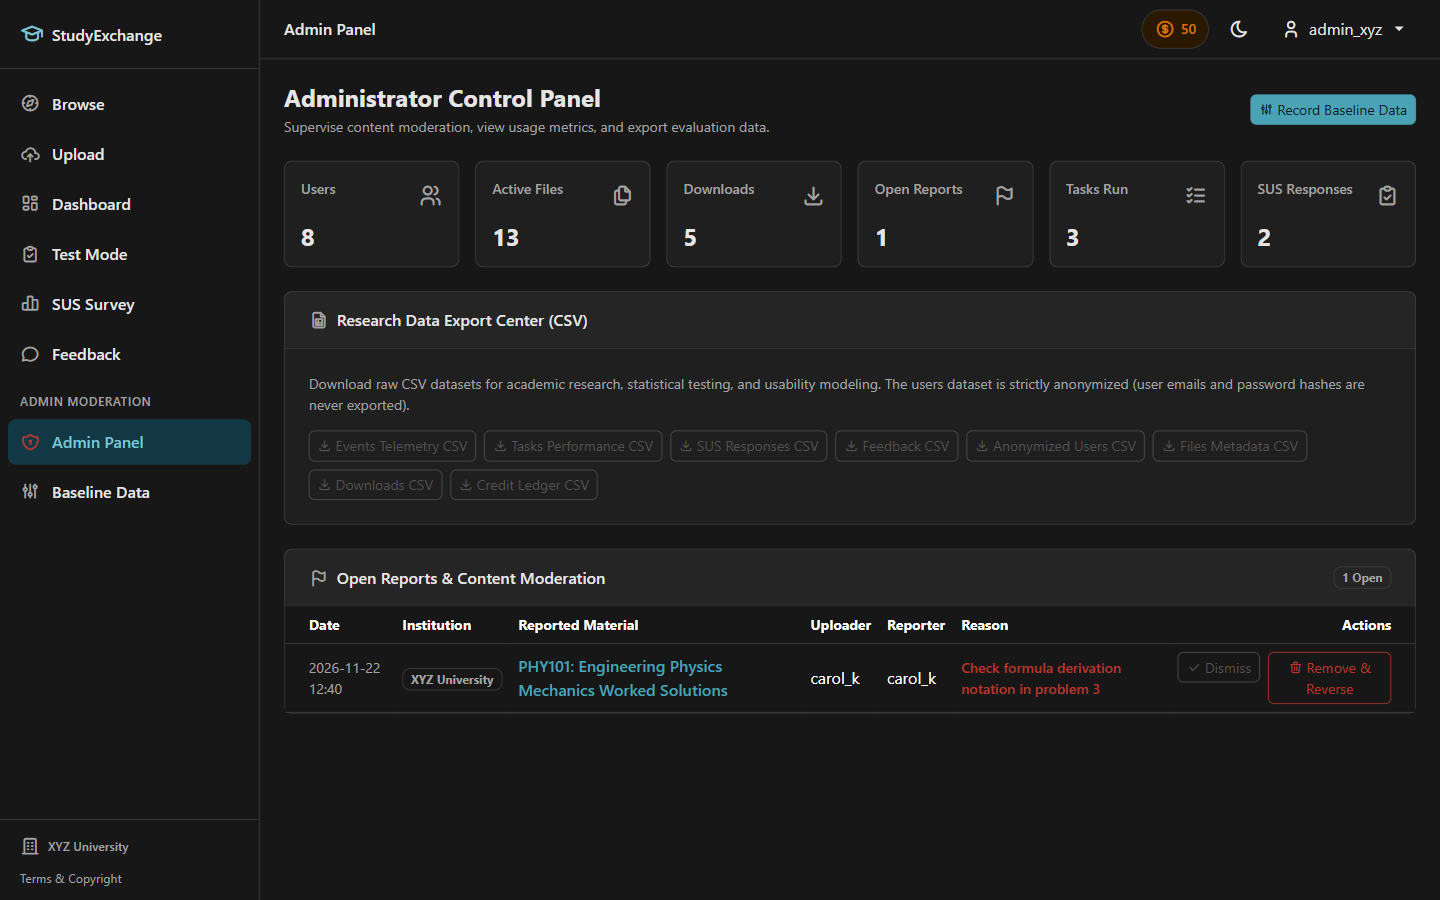 StudyExchange
Admin Panel
50
admin_xyz
Browse
Upload
Dashboard
Test Mode
SUS Survey
Feedback
ADMIN MODERATION
Admin Panel
Baseline Data
XYZ University
Terms & Copyright
Administrator Control Panel
Supervise content moderation, view usage metrics, and export evaluation data.
Record Baseline Data
Users
8
Active Files
13
Downloads
5
Open Reports
1
Tasks Run
3
SUS Responses
2
Research Data Export Center (CSV)
Download raw CSV datasets for academic research, statistical testing, and usability modeling. The users dataset is strictly anonymized (user emails and password hashes are
never exported).
Events Telemetry CSV
Tasks Performance CSV
SUS Responses CSV
Feedback CSV
Anonymized Users CSV
Files Metadata CSV
Downloads CSV
Credit Ledger CSV
Open Reports & Content Moderation
1 Open
Date Institution Reported Material Uploader Reporter Reason Actions
2026-11-22
12:40
XYZ University
PHY101: Engineering Physics
Mechanics Worked Solutions
carol_k
carol_k
Check formula derivation
notation in problem 3
Dismiss
Remove &
Reverse